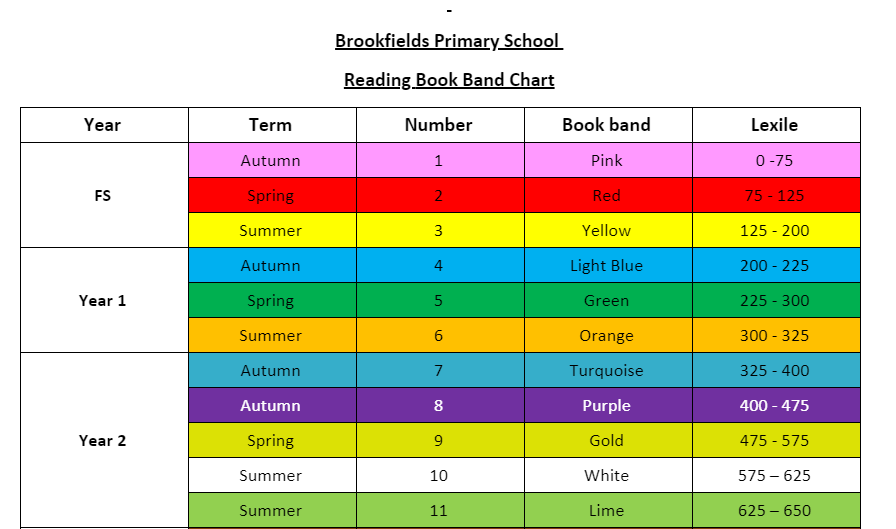 -
Brookfields Primary School
Reading Book Band Chart
Year Term Number Book band Lexile
FS
Autumn 1 Pink 0 -75
Spring 2 Red 75 - 125
Summer 3 Yellow 125 - 200
Year 1
Autumn 4 Light Blue 200 - 225
Spring 5 Green 225 - 300
Summer 6 Orange 300 - 325
Year 2
Autumn 7 Turquoise 325 - 400
Autumn 8 Purple 400 - 475
Spring 9 Gold 475 - 575
Summer 10 White 575 – 625
Summer 11 Lime 625 – 650